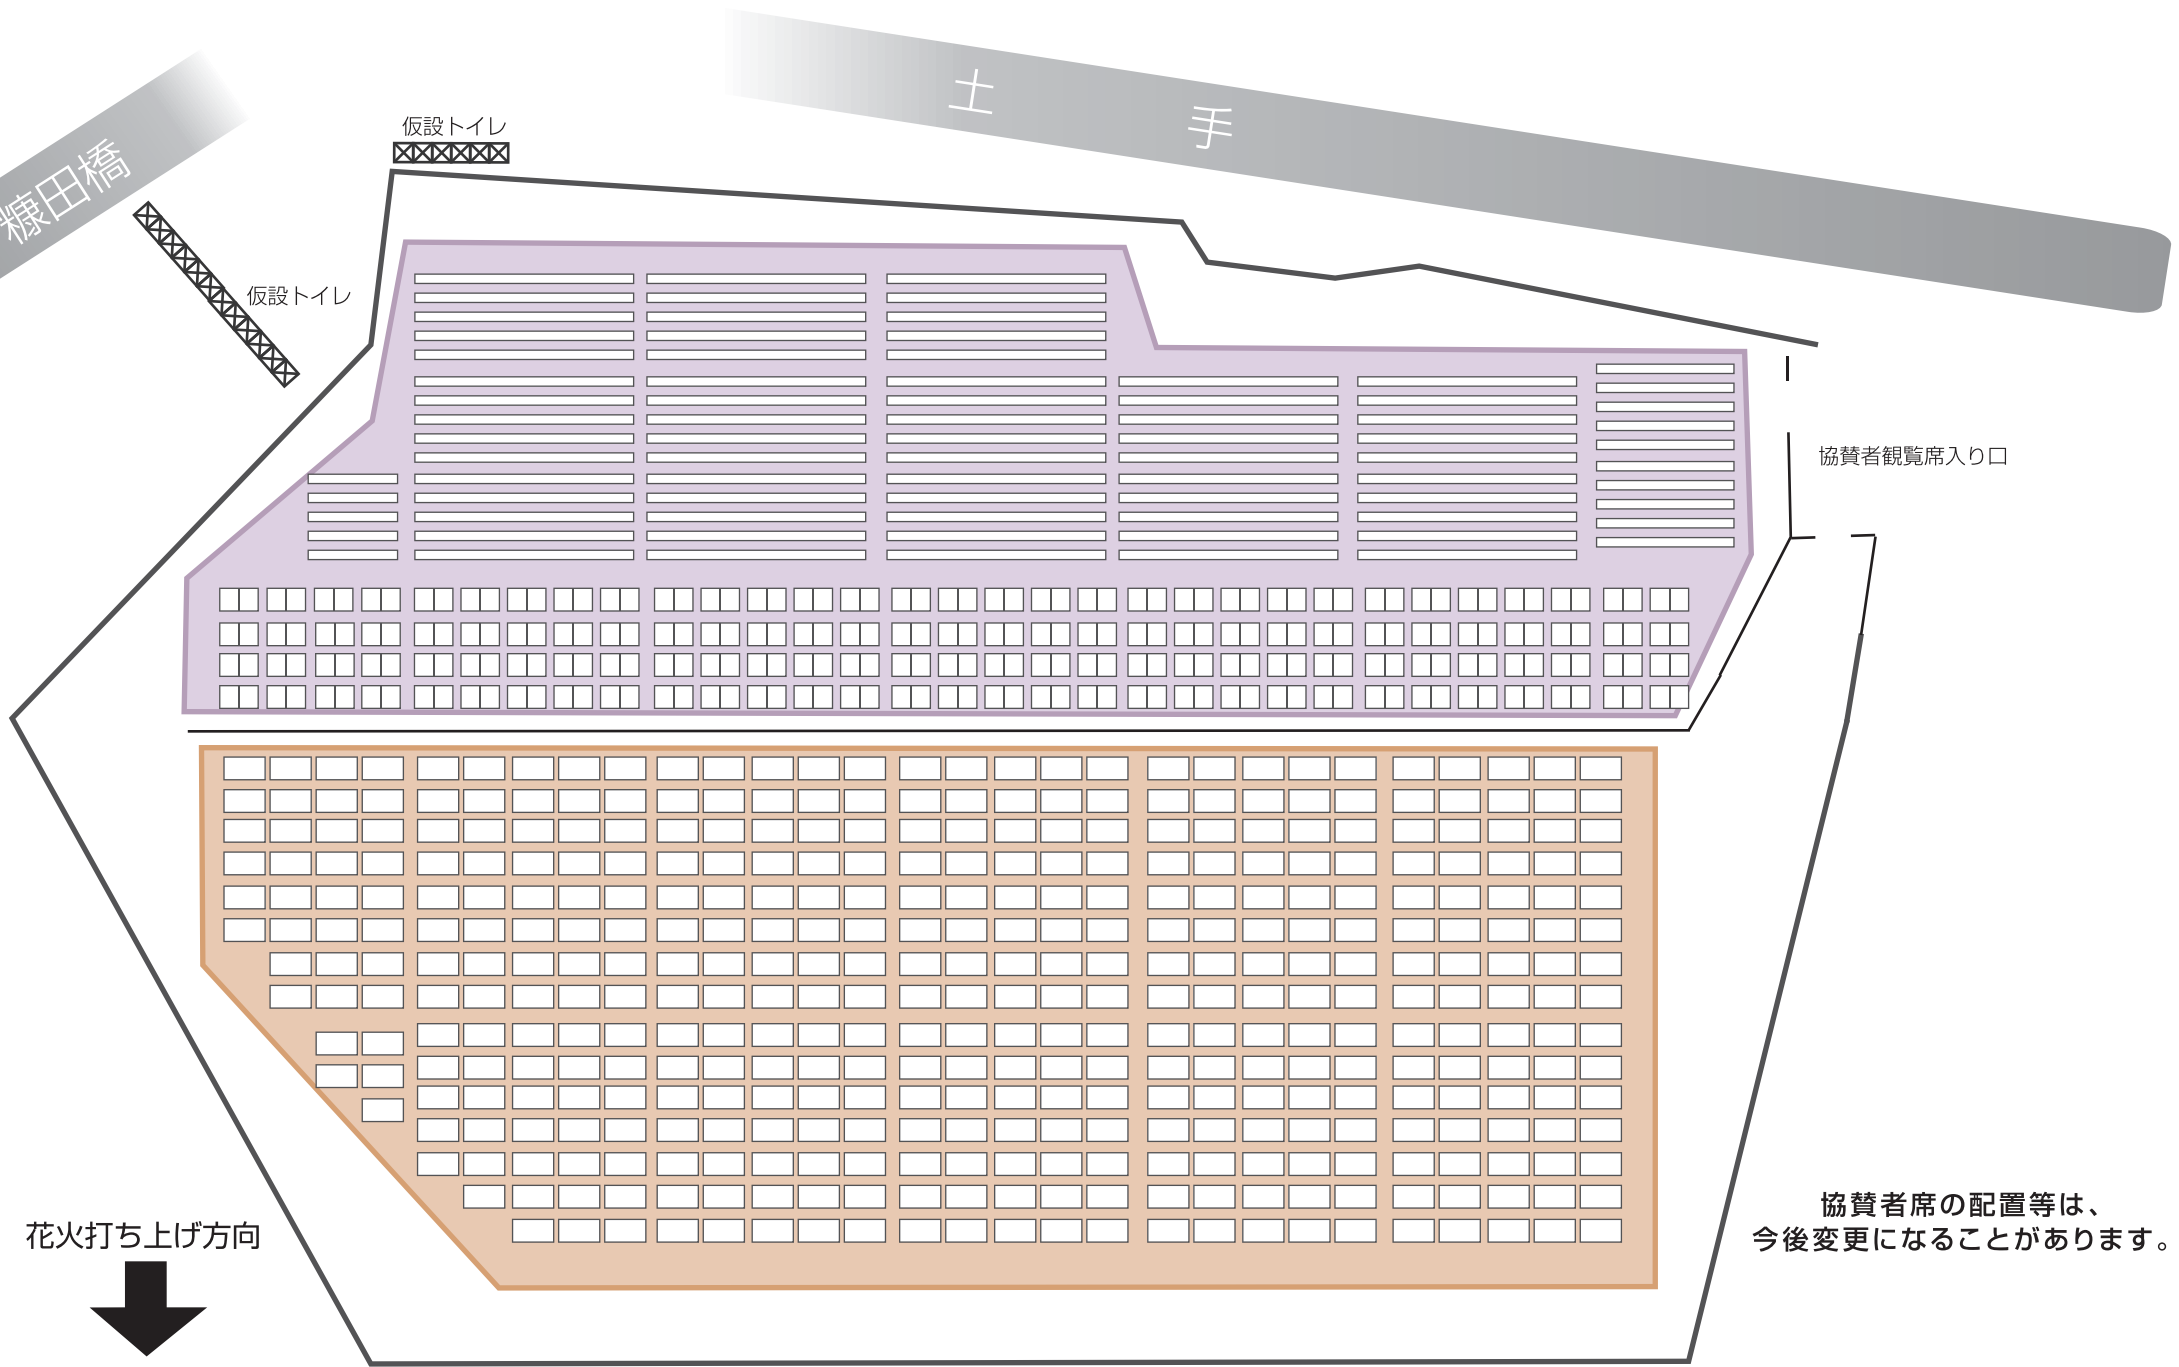 土手
糠田橋
仮設トイレ
仮設トイレ
協賛者観覧席入り口
協賛者席の配置等は、
今後変更になることがあります。
花火打ち上げ方向